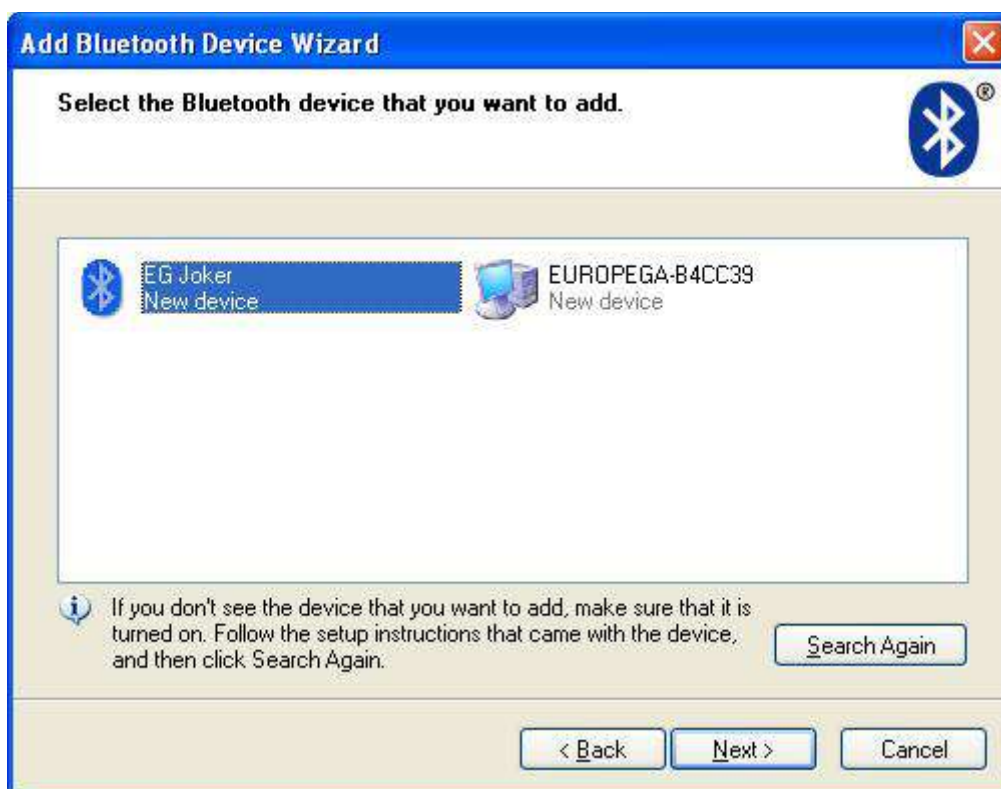 Add Bluetooth Device Wizard
Select the Bluetooth device that you want to add.
®
EG Joker
New device
EUROPEGA-B4CC39
New device
If you don't see the device that you want to add, make sure that it is
turned on. Follow the setup instructions that came with the device,
and then click Search Again.
Search Again
< Back
Next >
Cancel